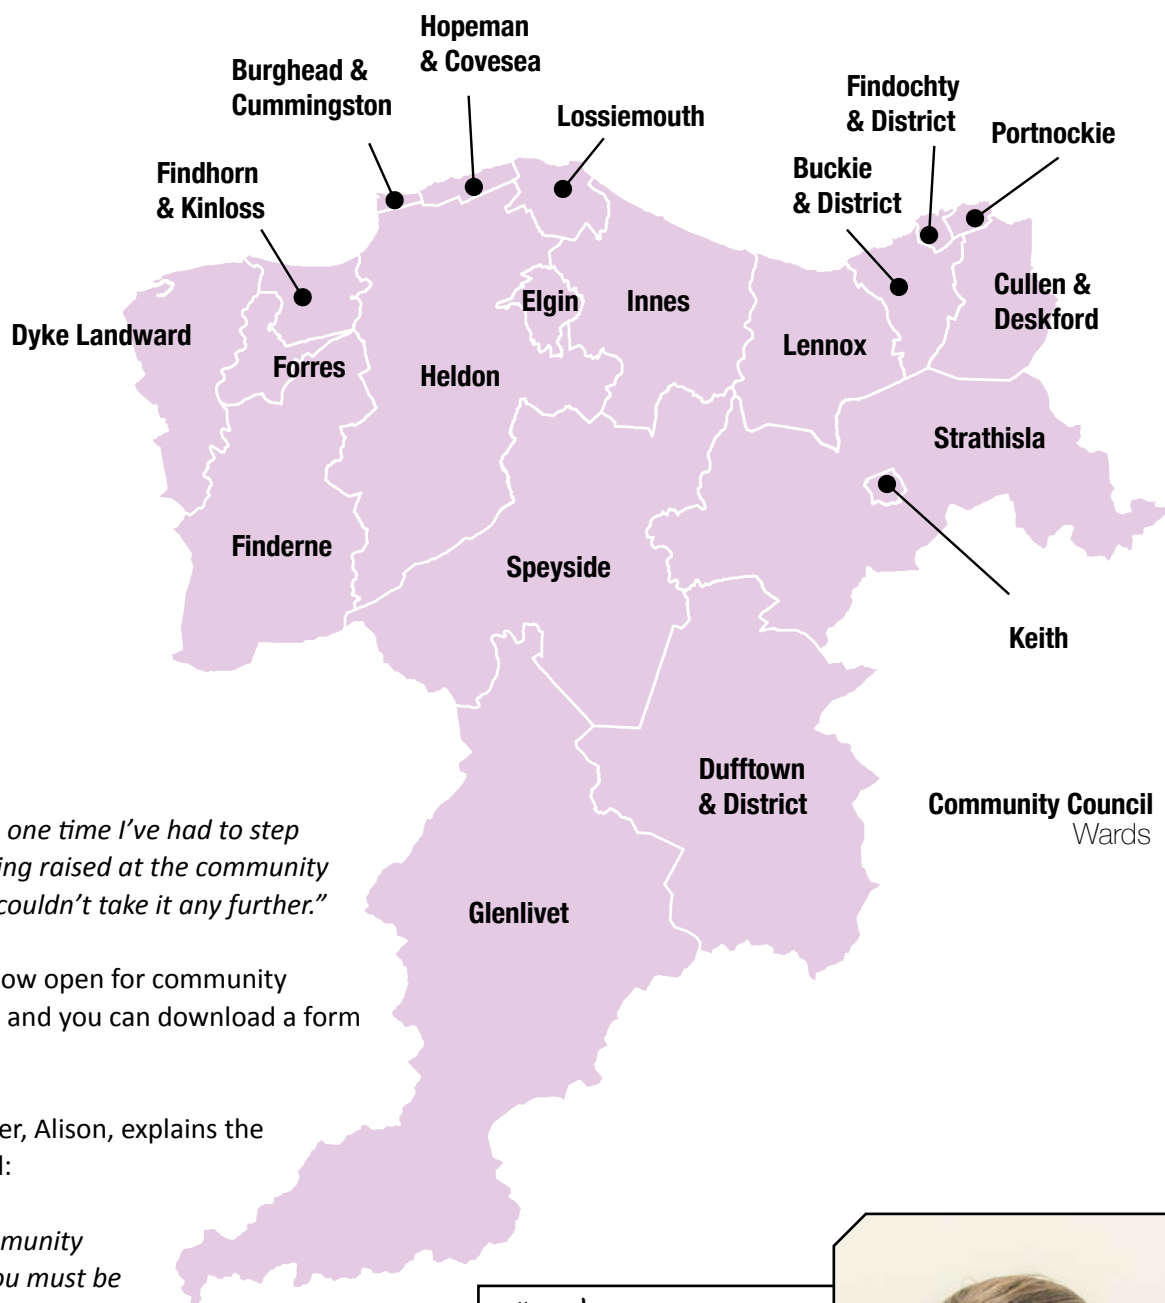 Hopeman
& Covesea
Burghead &
Cummingston
Lossiemouth
Findochty
& District
Portnockie
Buckie
& District
Findhorn
& Kinloss
Cullen &
Deskford
Elgin
Innes
Dyke Landward
Lennox
Forres
Heldon
Strathisla
Finderne
Speyside
Keith
Dufftown
& District
Community Council
Wards
Glenlivet
one time I’ve had to step
ing raised at the community
couldn’t take it any further.”
ow open for community
and you can download a form
er, Alison, explains the
munity
ou must be